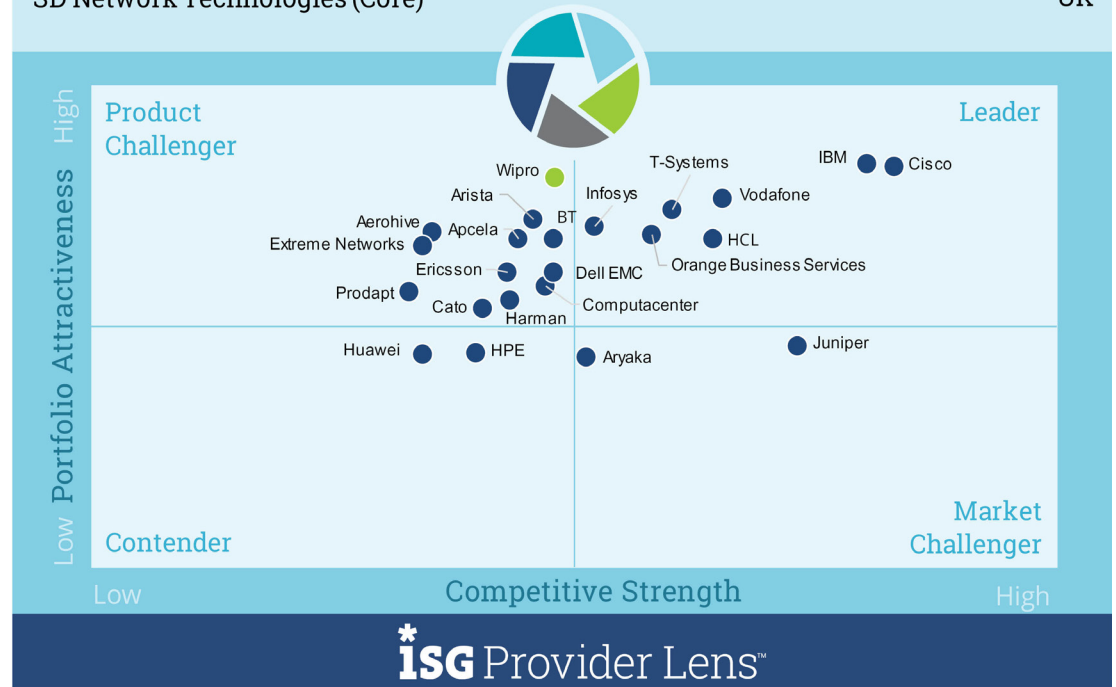 SD Network Technologies (Core)
UK
Product
Challenger
Leader
High
Portfolio Attractiveness
Low
Wipro
T-Systems
IBM
Cisco
Arista
Infosys
Vodafone
Aerohive
Apcela
BT
Extreme Networks
HCL
Orange Business Services
Ericsson
Dell EMC
Prodapt
Cato
Computacenter
Harman
Huawei
HPE
Aryaka
Juniper
Contender
Market
Challenger
Low
Competitive Strength
High
*ISG Provider Lens™